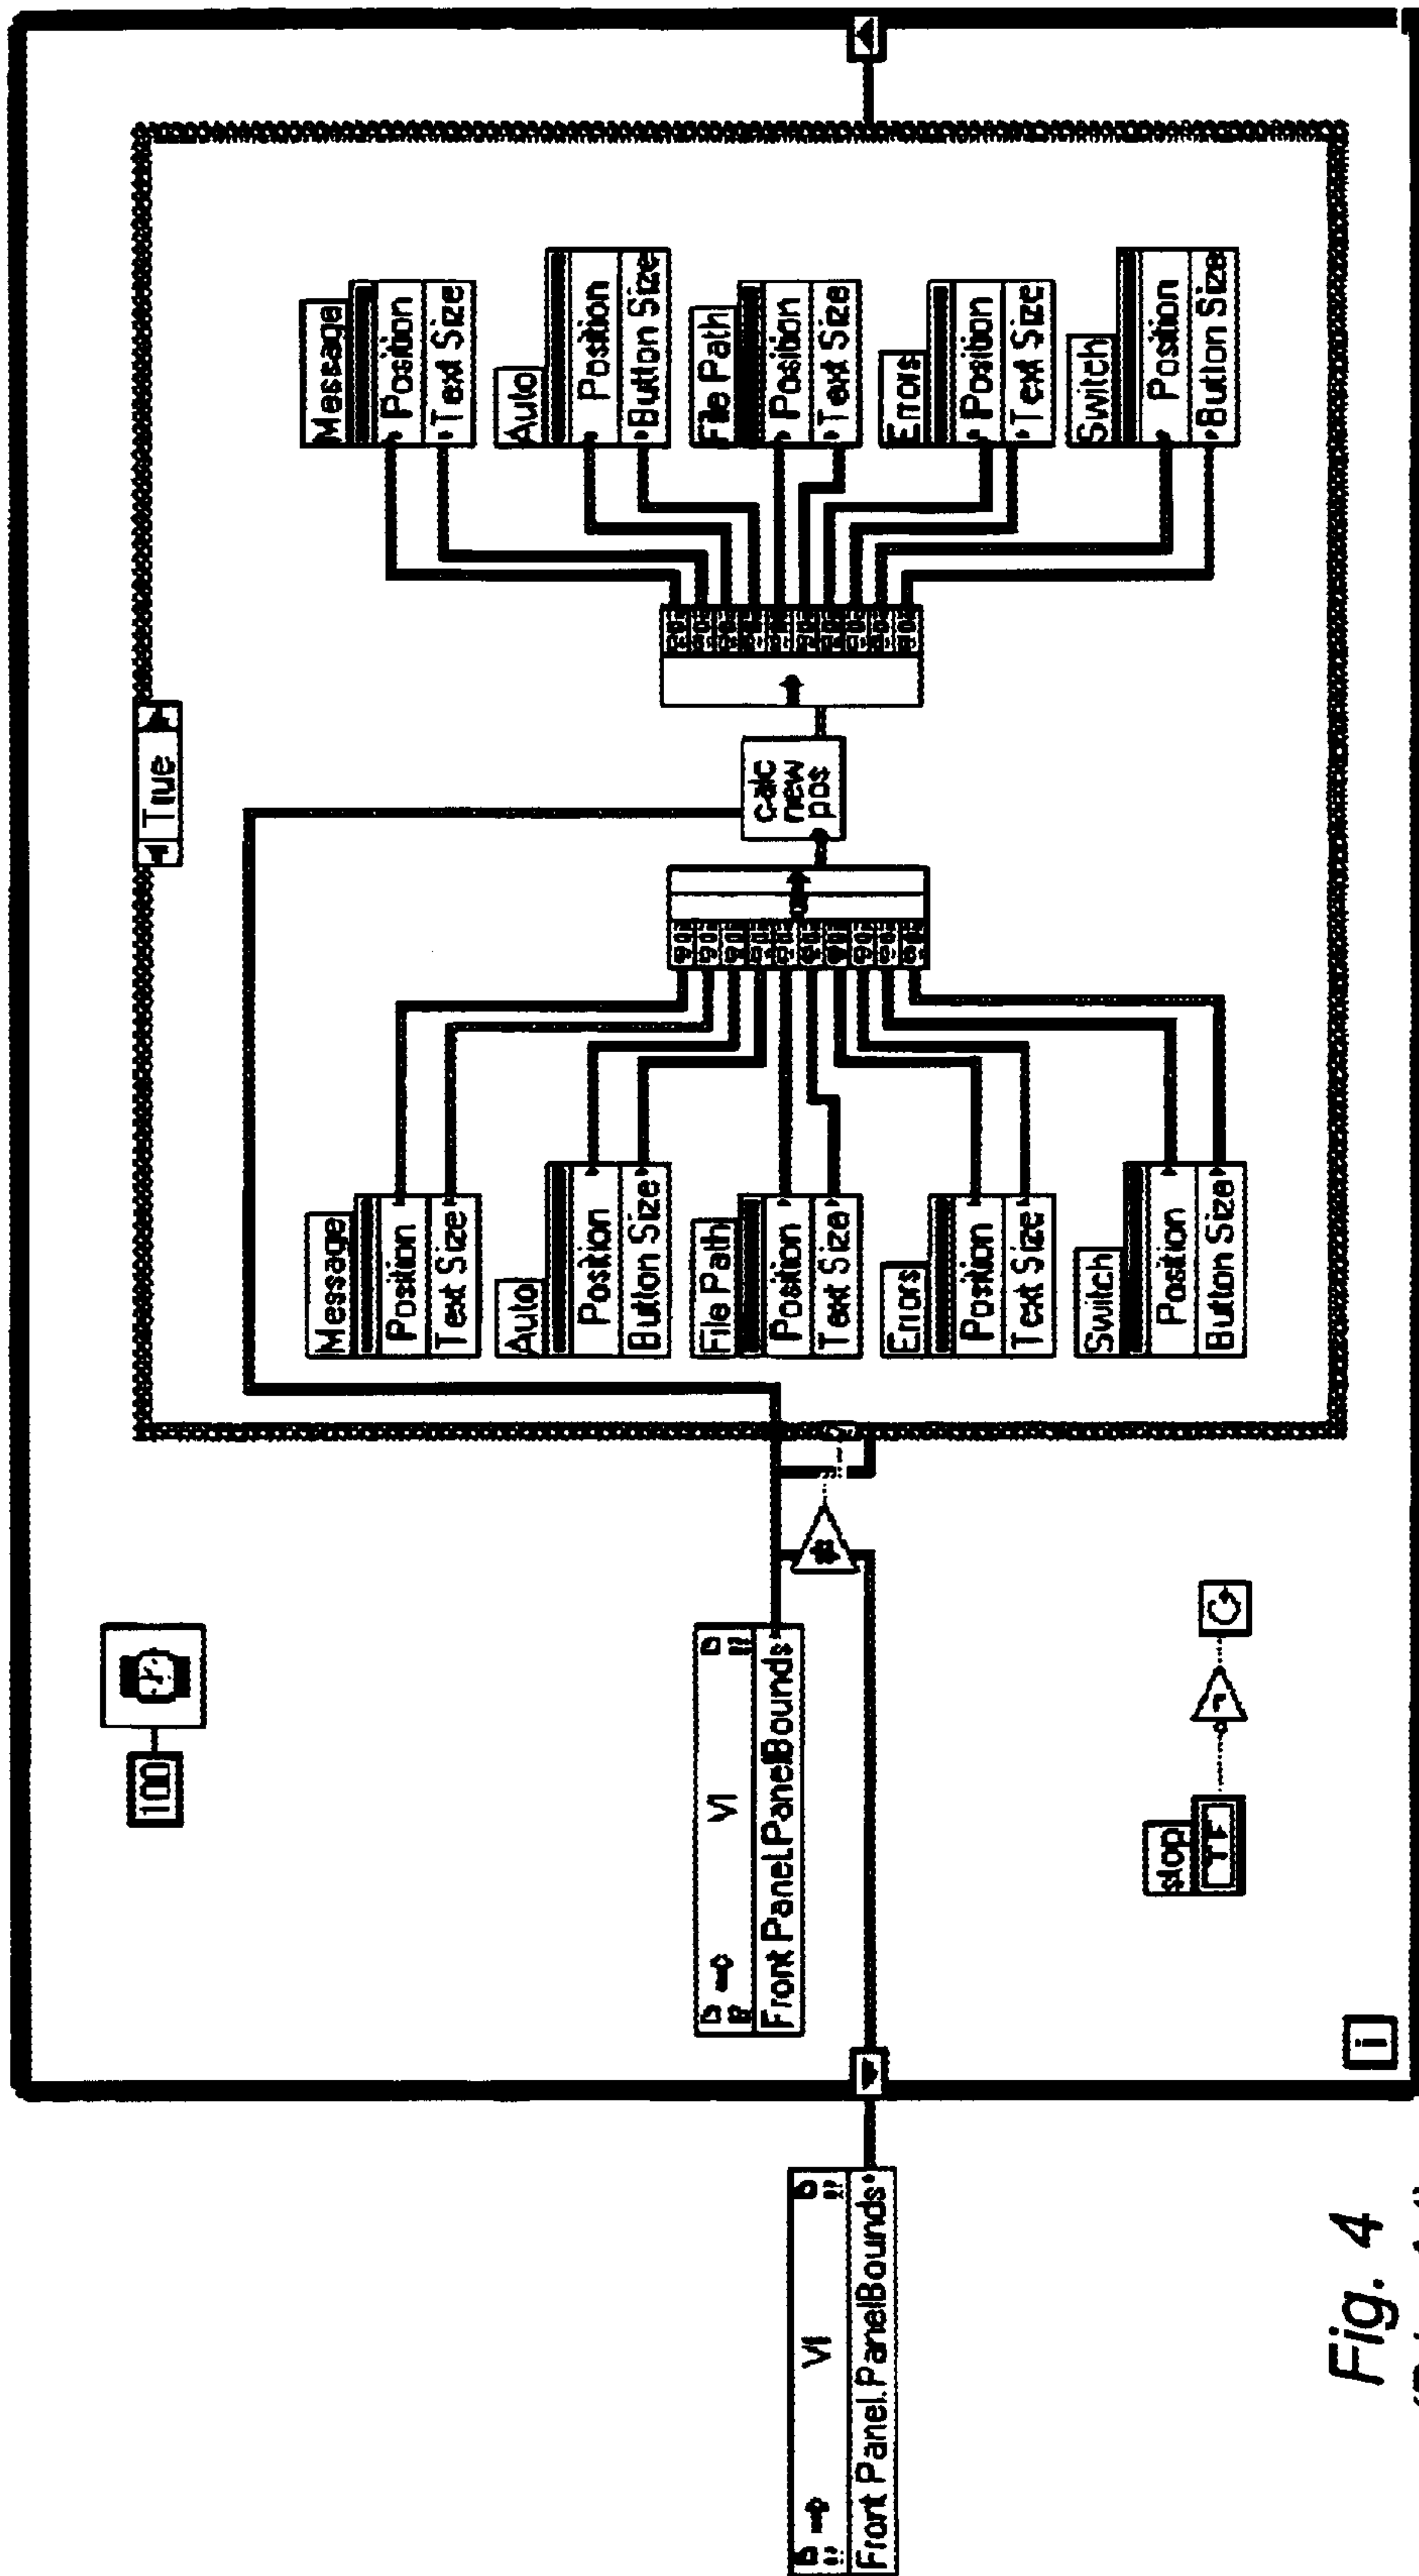 Front Panel.PanelBounds
VI
100
Front Panel.PanelBounds
VI
stop
TF
i
True
Message
Position
Text Size
Auto
Position
Button Size
File Path
Position
Text Size
Errors
Position
Text Size
Switch
Position
Button Size
calc
new
pos
Message
Position
Text Size
Auto
Position
Button Size
File Path
Position
Text Size
Errors
Position
Text Size
Switch
Position
Button Size
Fig. 4